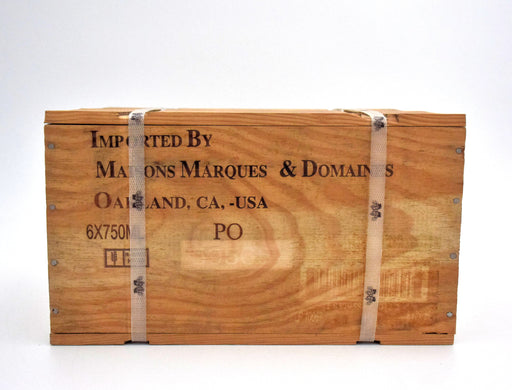 IMPORTED BY
MAISONS MARQUES & DOMAINES
OAKLAND, CA, -USA
6X750ML PO